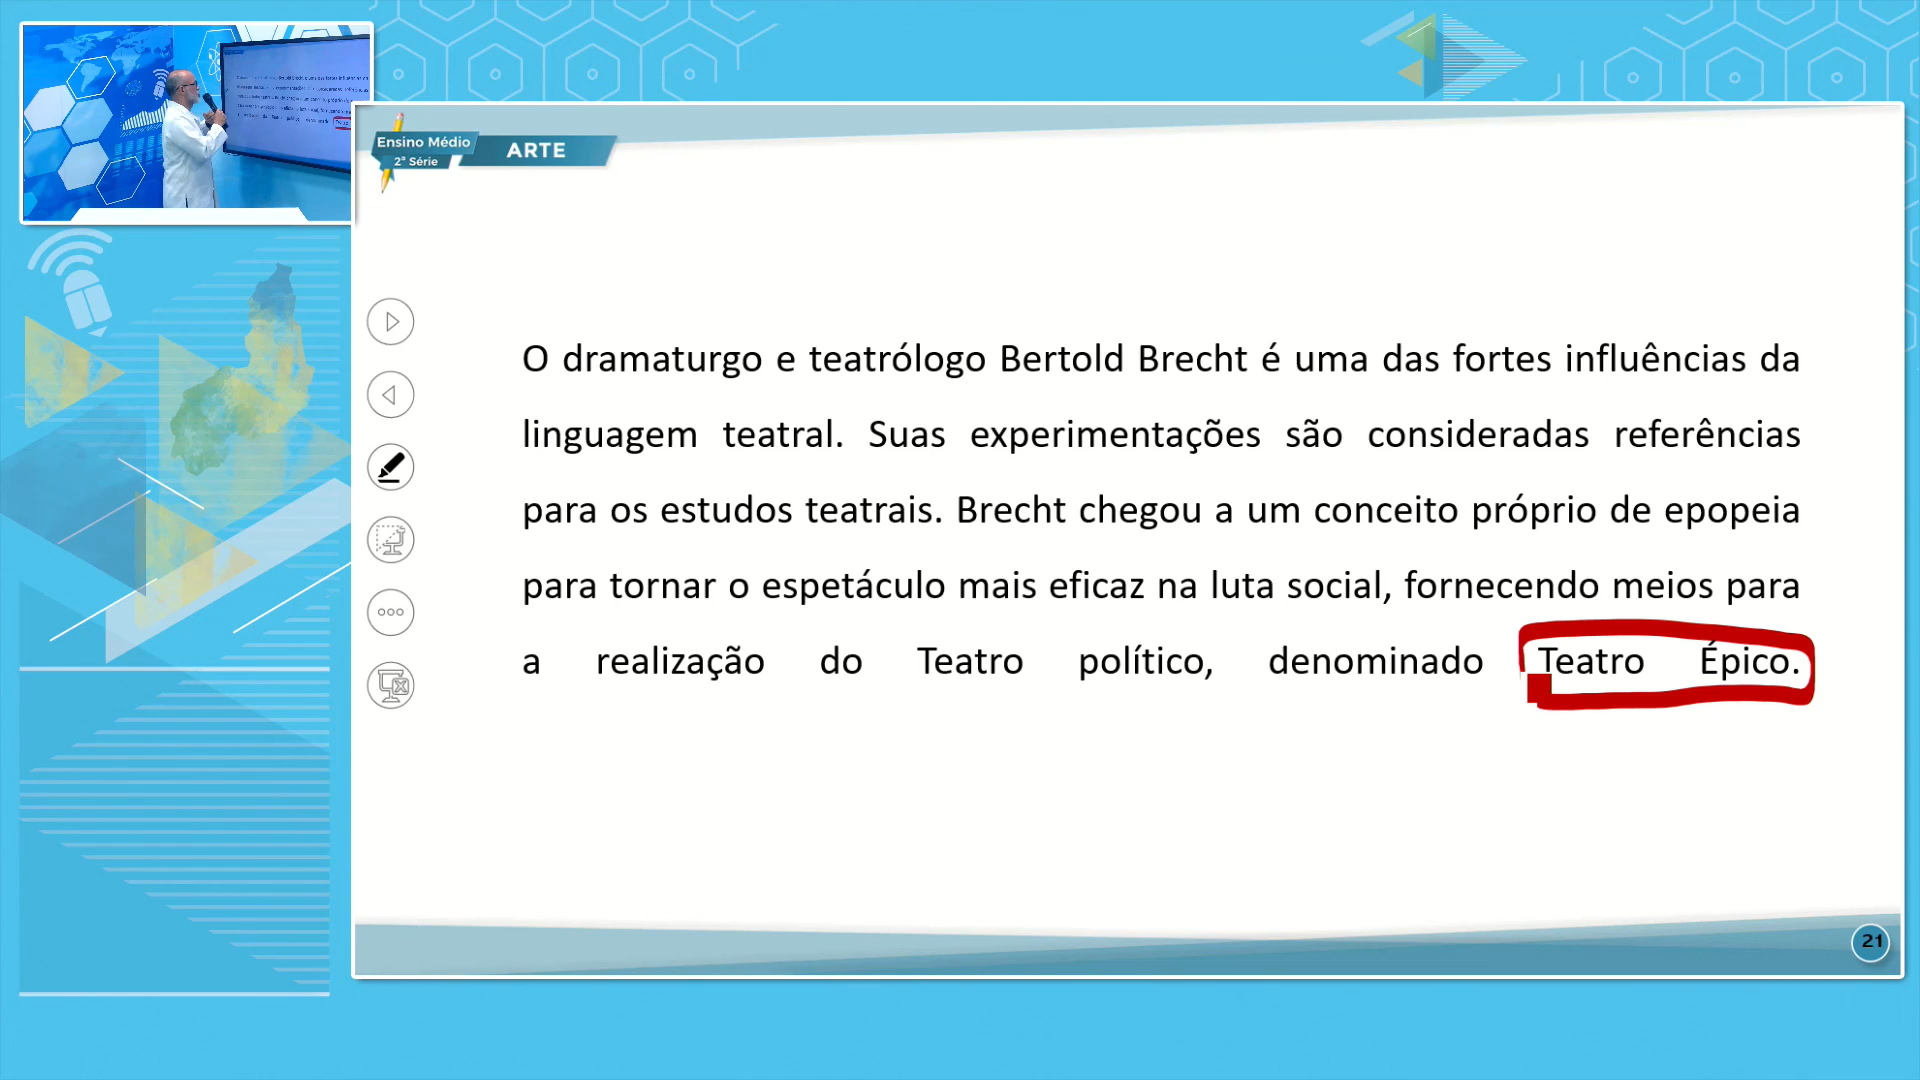 Ensino Médio
2ª Série
ARTE
O dramaturgo e teatrólogo Bertold Brecht é uma das fortes influências da
linguagem teatral. Suas experimentações são consideradas referências
para os estudos teatrais. Brecht chegou a um conceito próprio de epopeia
para tornar o espetáculo mais eficaz na luta social, fornecendo meios para
a realização do Teatro político, denominado Teatro Épico.
21